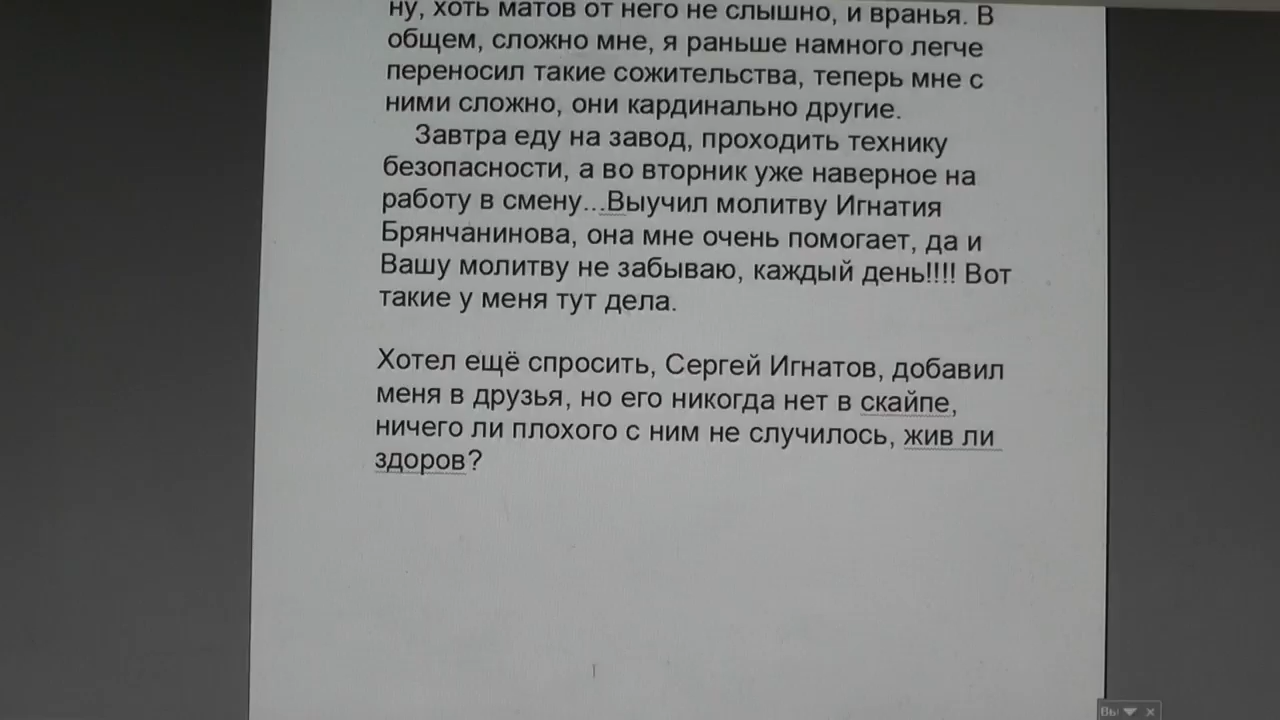 ну, хоть матов от него не слышно, и вранья. В
общем, сложно мне, я раньше намного легче
переносил такие сожительства, теперь мне с
ними сложно, они кардинально другие.
Завтра еду на завод, проходить технику
безопасности, а во вторник уже наверное на
работу в смену...Выучил молитву Игнатия
Брянчанинова, она мне очень помогает, да и
Вашу молитву не забываю, каждый день!!!! Вот
такие у меня тут дела.
Хотел ещё спросить, Сергей Игнатов, добавил
меня в друзья, но его никогда нет в скайпе,
ничего ли плохого с ним не случилось, жив ли
здоров?